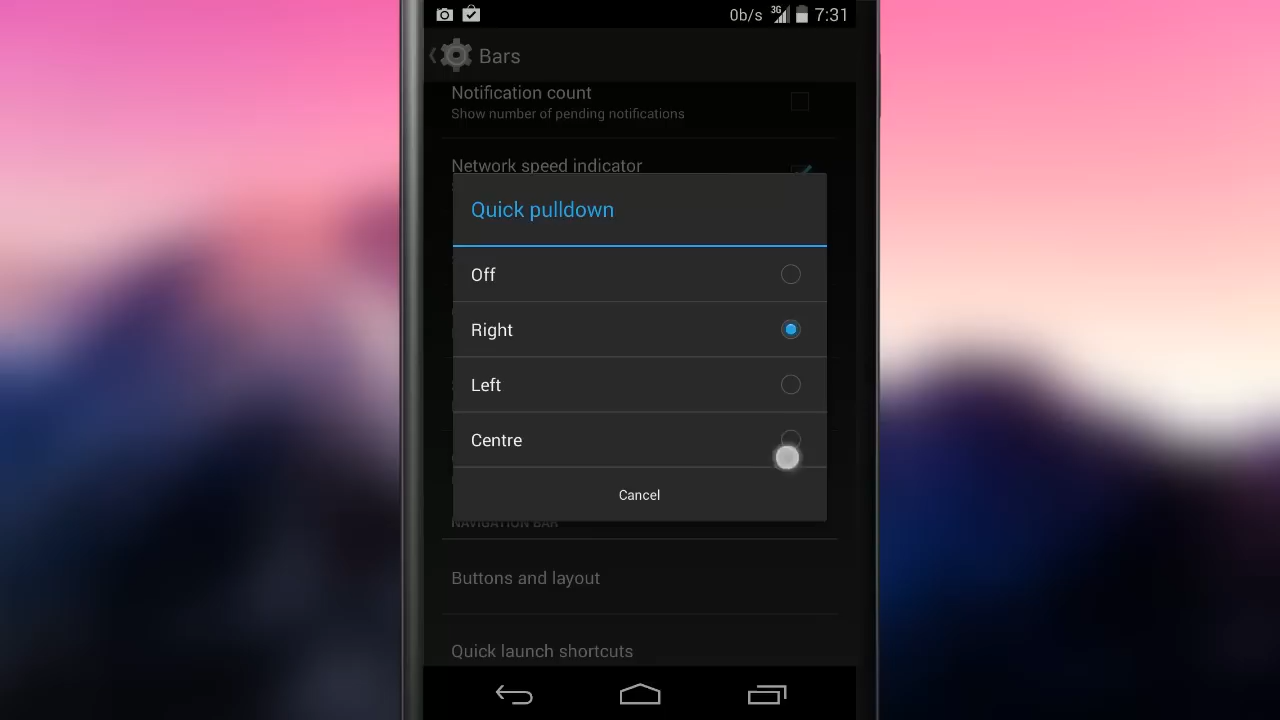 0b/s 3G 7:31
Bars
Notification count
Show number of pending notifications
Network speed indicator
Quick pulldown
Off
Right
Left
Centre
Cancel
NAVIGATION BAR
Buttons and layout
Quick launch shortcuts